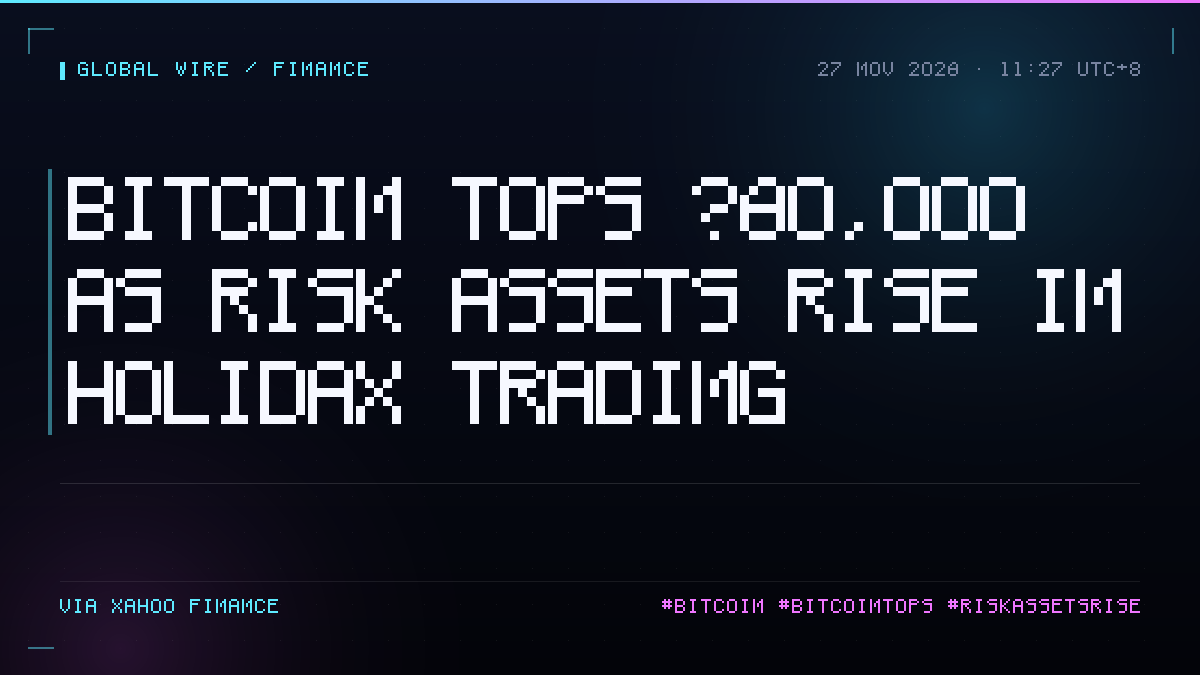 GLOBAL WIRE / FIMAMCE
27 MOV 2028 · 11:27 UTC+8
BITCOIM TOPS ?80,000
AS RISK ASSETS RISE IM
HOLIDAX TRADIMG
VIA XAHOO FIMAMCE
#BITCOIM #BITCOIMTOPS #RISKASSETSRISE